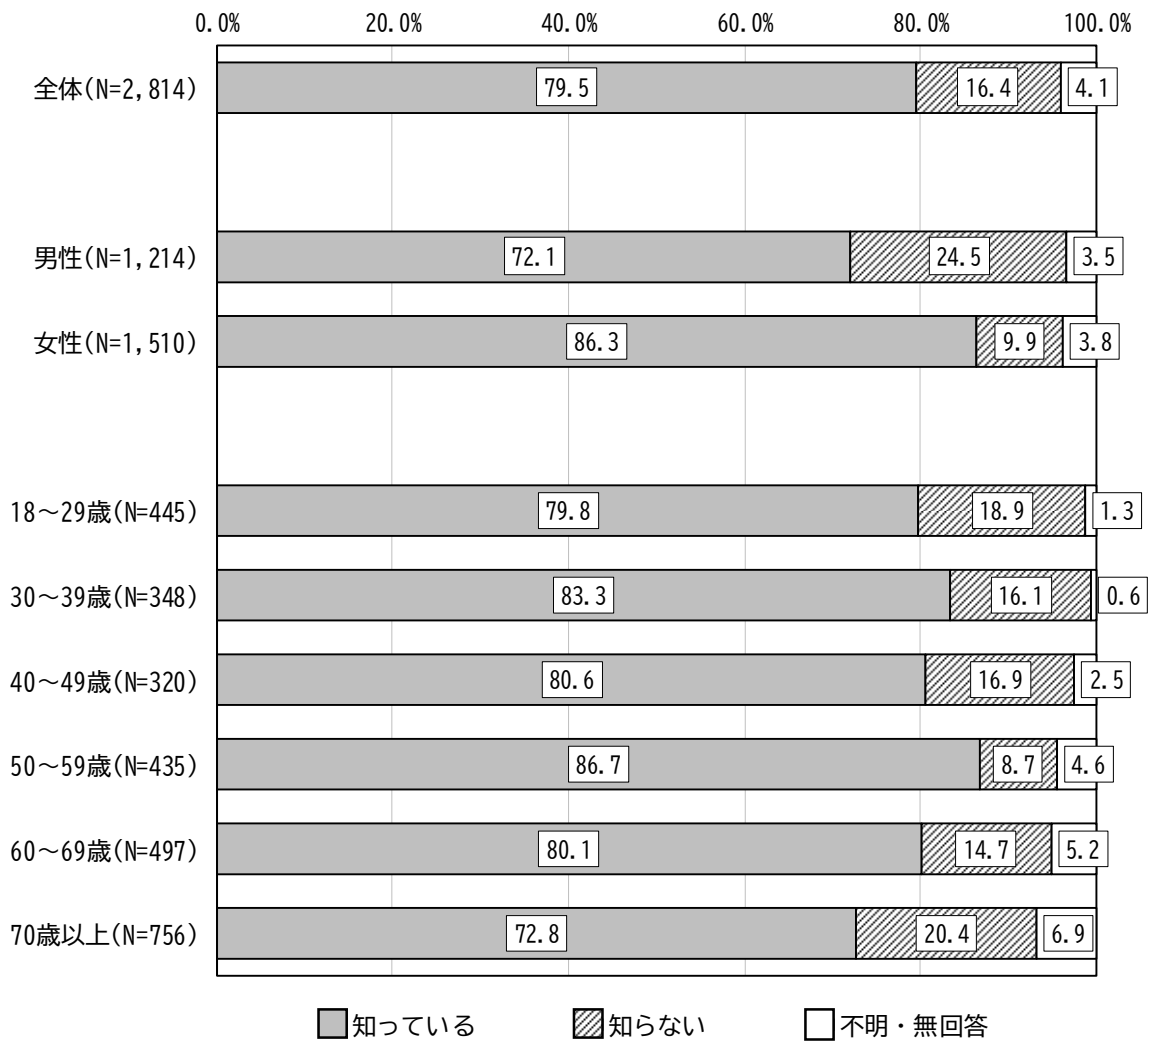 0.0% 20.0% 40.0% 60.0% 80.0% 100.0%
全体(N=2,814) 79.5 16.4 4.1
男性(N=1,214) 72.1 24.5 3.5
女性(N=1,510) 86.3 9.9 3.8
18～29歳(N=445) 79.8 18.9 1.3
30～39歳(N=348) 83.3 16.1 0.6
40～49歳(N=320) 80.6 16.9 2.5
50～59歳(N=435) 86.7 8.7 4.6
60～69歳(N=497) 80.1 14.7 5.2
70歳以上(N=756) 72.8 20.4 6.9
知っている 知らない 不明・無回答